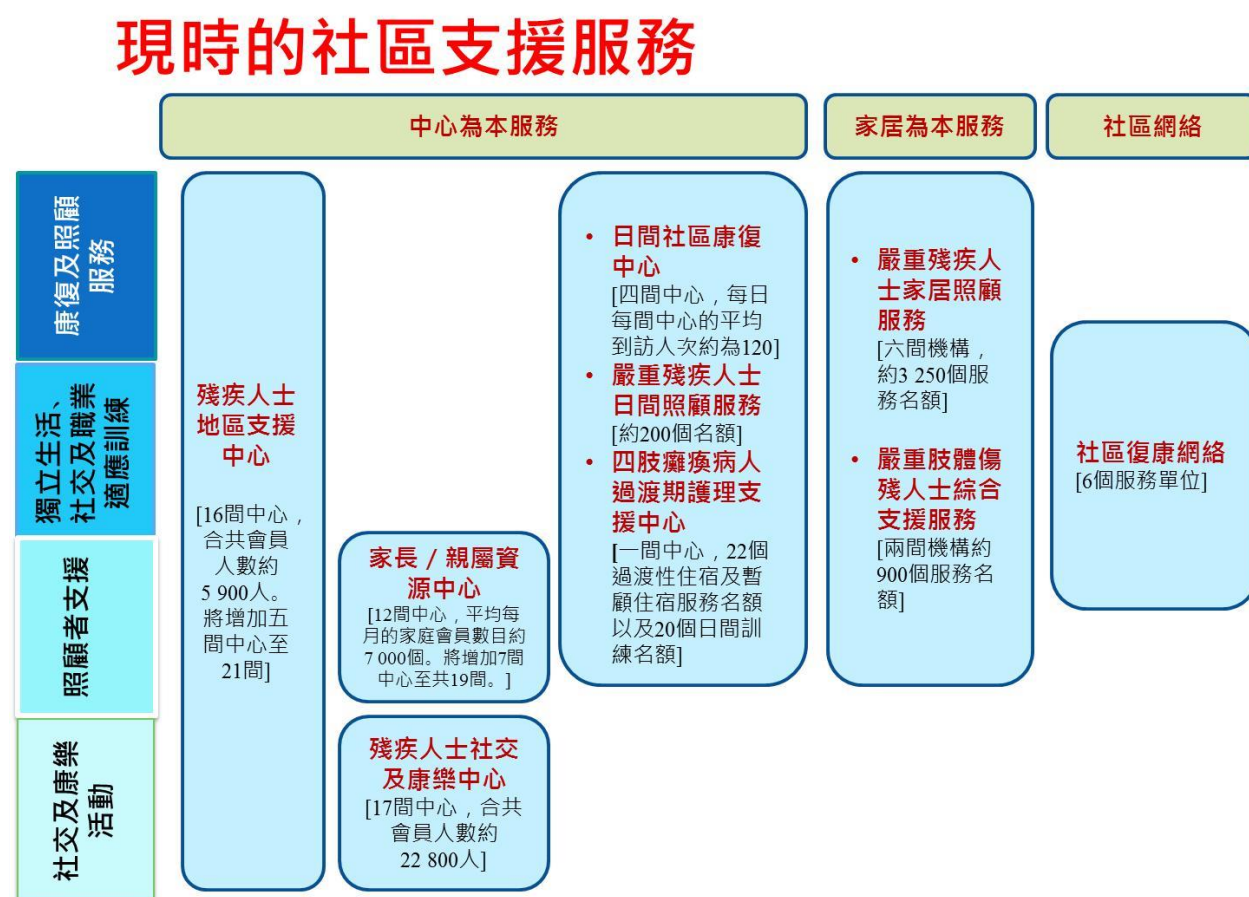 現時的社區支援服務
中心為本服務
家居為本服務
社區網絡
康復及照顧
服務
獨立生活、
社交及職業
適應訓練
照顧者支援
社交及康樂
活動
殘疾人士
地區支援
中心
[16間中心，
合共會員
人數約
5 900人。
將增加五
間中心至
21間]
家長 / 親屬資
源中心
[12間中心，平均每
月的家庭會員數目約
7 000個。將增加7間
中心至共19間。]
殘疾人士社交
及康樂中心
[17間中心，合共
會員人數約
22 800人]
• 日間社區康復
中心
[四間中心，每日
每間中心的平均
到訪人次約為120]
• 嚴重殘疾人士
日間照顧服務
[約200個名額]
• 四肢癱瘓病人
過渡期護理支
援中心
[一間中心，22個
過渡性住宿及暫
顧住宿服務名額
以及20個日間訓
練名額]
• 嚴重殘疾人
士家居照顧
服務
[六間機構，
約3 250個服
務名額]
• 嚴重肢體傷
殘人士綜合
支援服務
[兩間機構約
900個服務名
額]
社區復康網絡
[6個服務單位]